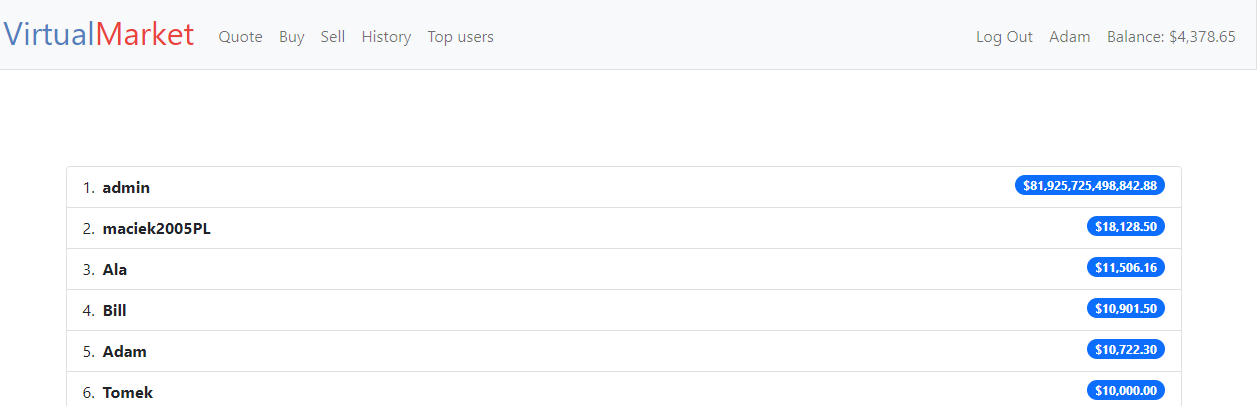 VirtualMarket Quote Buy Sell History Top users Log Out Adam Balance: $4,378.65
1. admin $81,925,725,498,842.88
2. maciek2005PL $18,128.50
3. Ala $11,506.16
4. Bill $10,901.50
5. Adam $10,722.30
6. Tomek $10,000.00